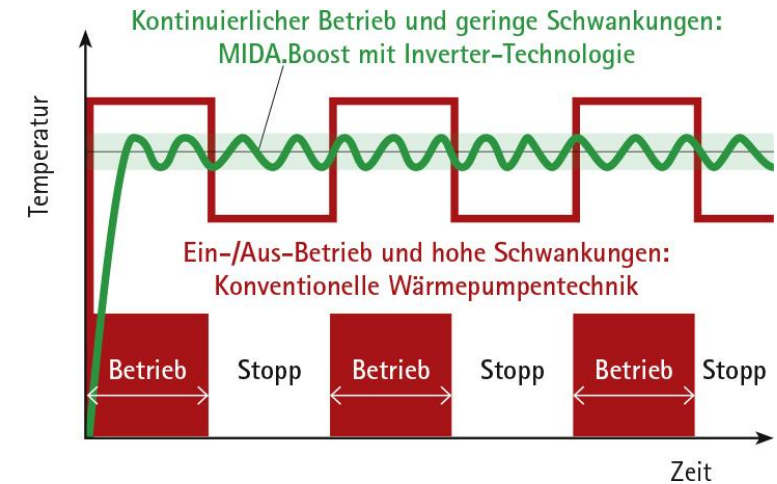 Kontinuierlicher Betrieb und geringe Schwankungen:
MIDA.Boost mit Inverter-Technologie
Temperatur
Ein-/Aus-Betrieb und hohe Schwankungen:
Konventionelle Wärmepumpentechnik
Betrieb Stopp Betrieb Stopp Betrieb Stopp
Zeit